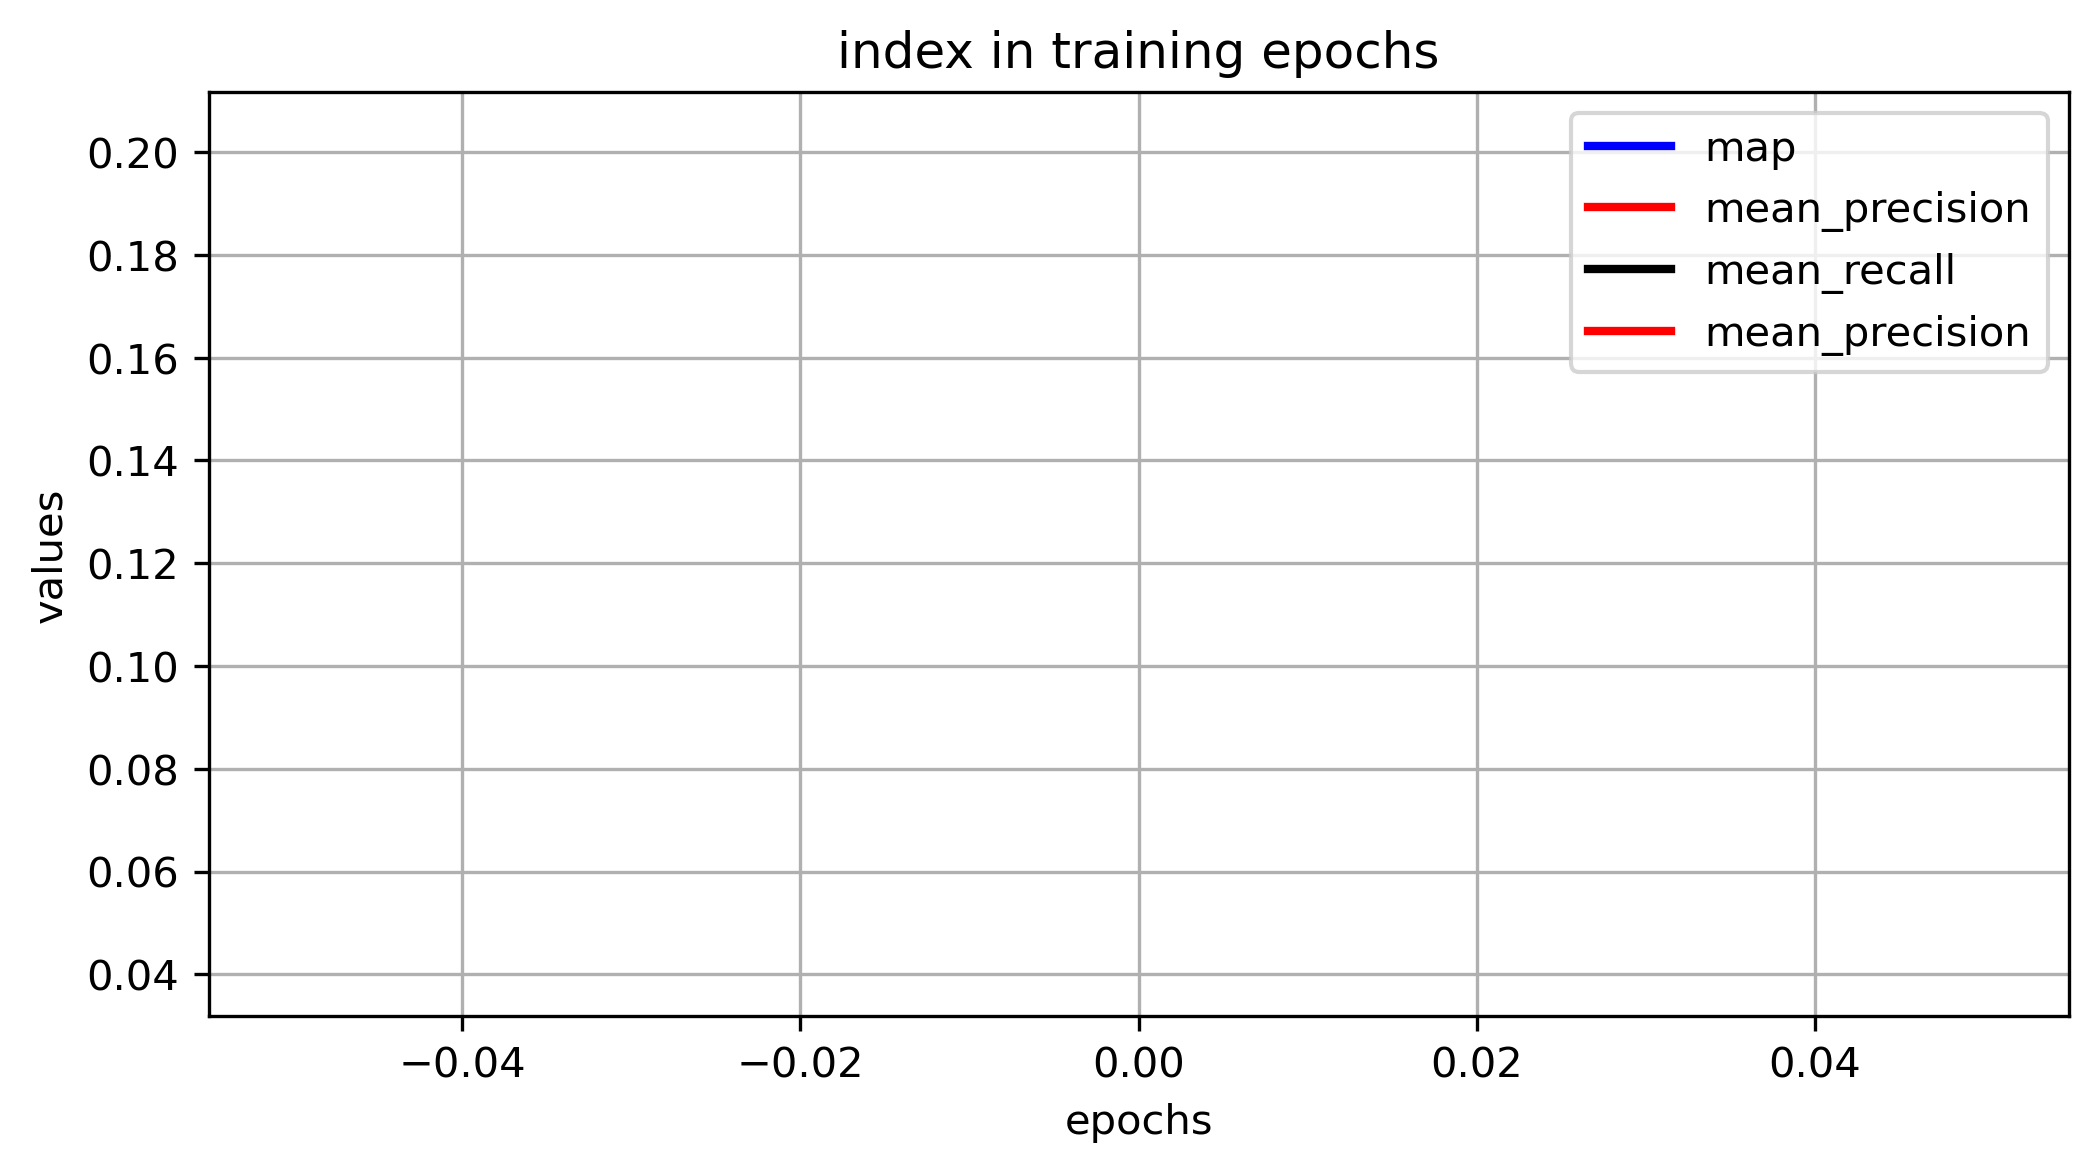 index in training epochs
map
mean_precision
mean_recall
mean_precision
0.20
0.18
0.16
0.14
0.12
0.10
0.08
0.06
0.04
values
−0.04 −0.02 0.00 0.02 0.04
epochs